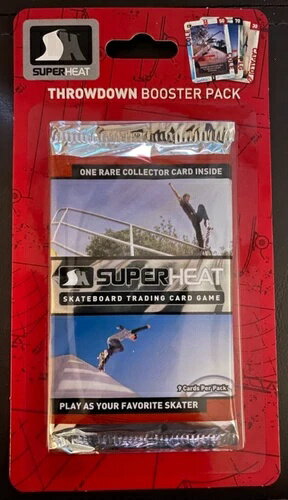 SUPERHEAT
THROWDOWN BOOSTER PACK
ONE RARE COLLECTOR CARD INSIDE
SUPERHEAT
SKATEBOARD TRADING CARD GAME
9 Cards Per Pack
PLAY AS YOUR FAVORITE SKATER